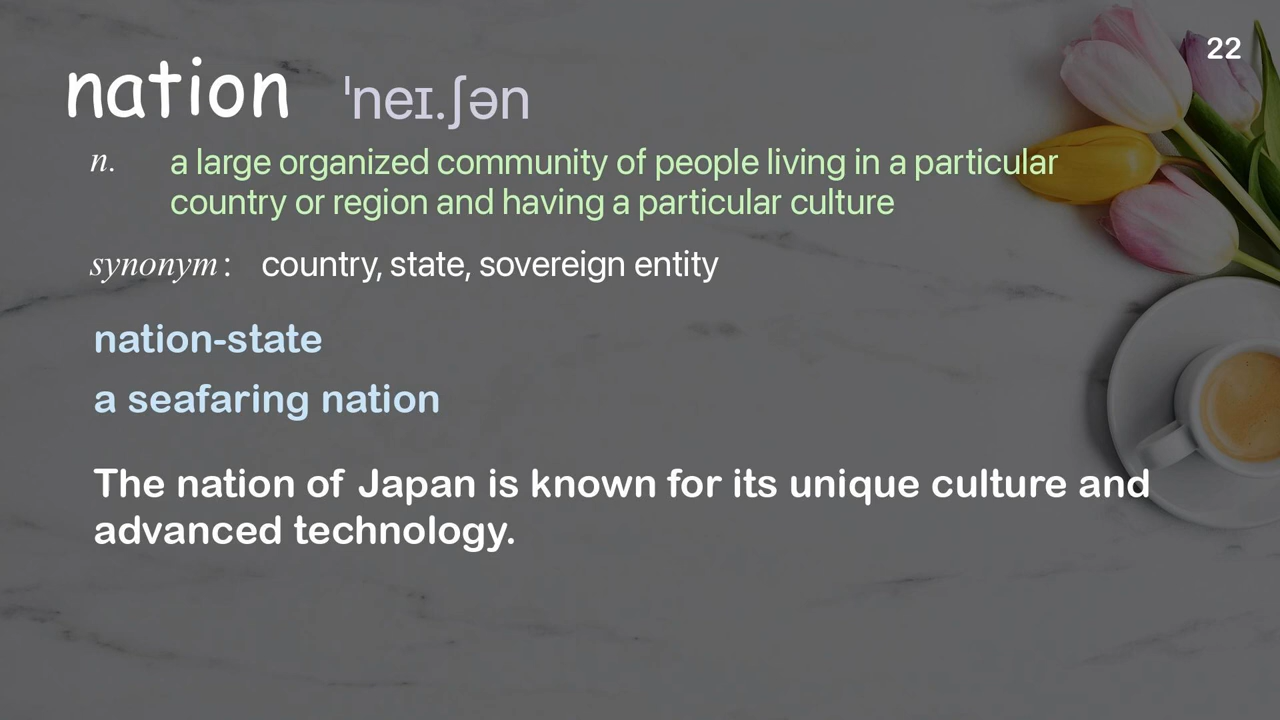 22
nation ˈneɪ.ʃən
n. a large organized community of people living in a particular
country or region and having a particular culture
synonym: country, state, sovereign entity
nation-state
a seafaring nation
The nation of Japan is known for its unique culture and
advanced technology.